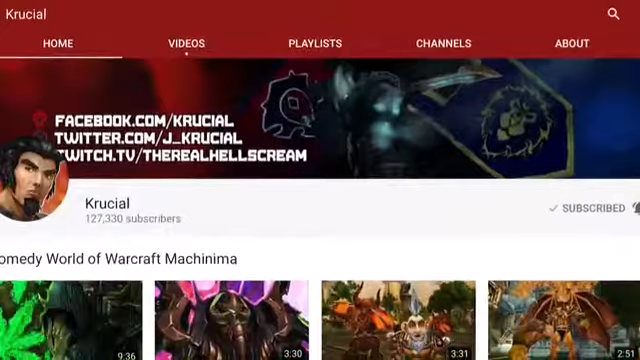 Krucial
HOME VIDEOS PLAYLISTS CHANNELS ABOUT
FACEBOOK.COM/KRUCIAL
TWITTER.COM/J_KRUCIAL
TWITCH.TV/THEREALHELLSCREAM
Krucial
127,330 subscribers
SUBSCRIBED
omedy World of Warcraft Machinima
9:36 3:30 3:31 2:51